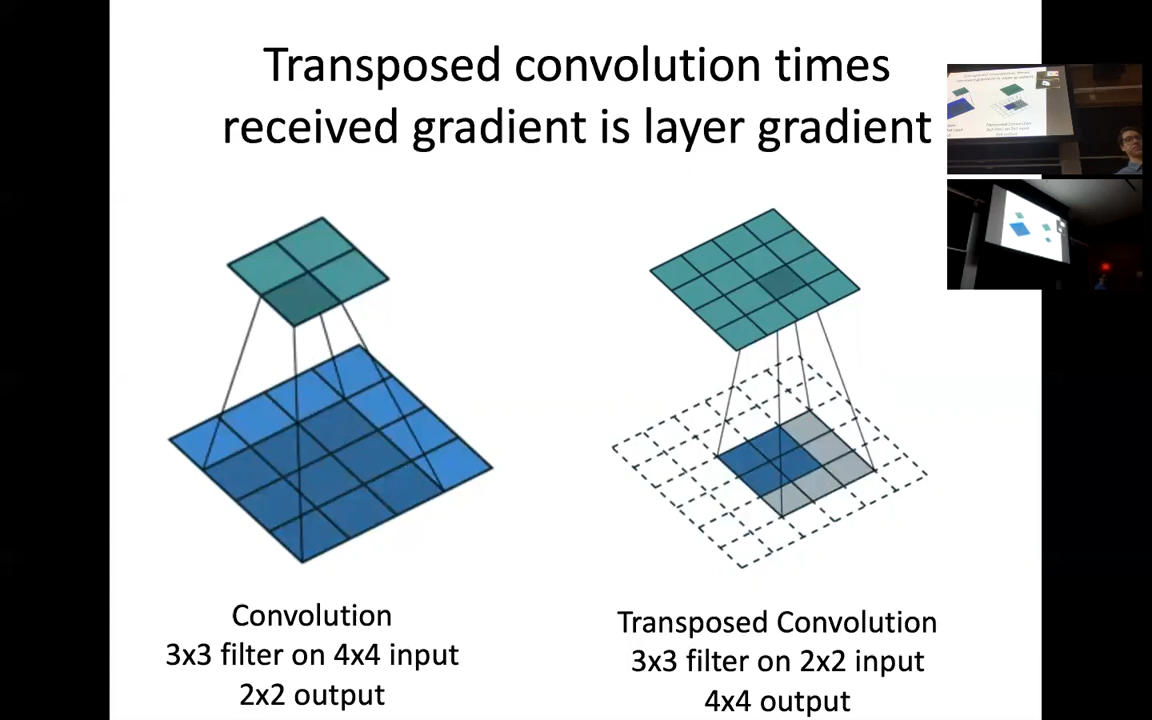 Transposed convolution times
received gradient is layer gradient
Convolution
3x3 filter on 4x4 input
2x2 output
Transposed Convolution
3x3 filter on 2x2 input
4x4 output